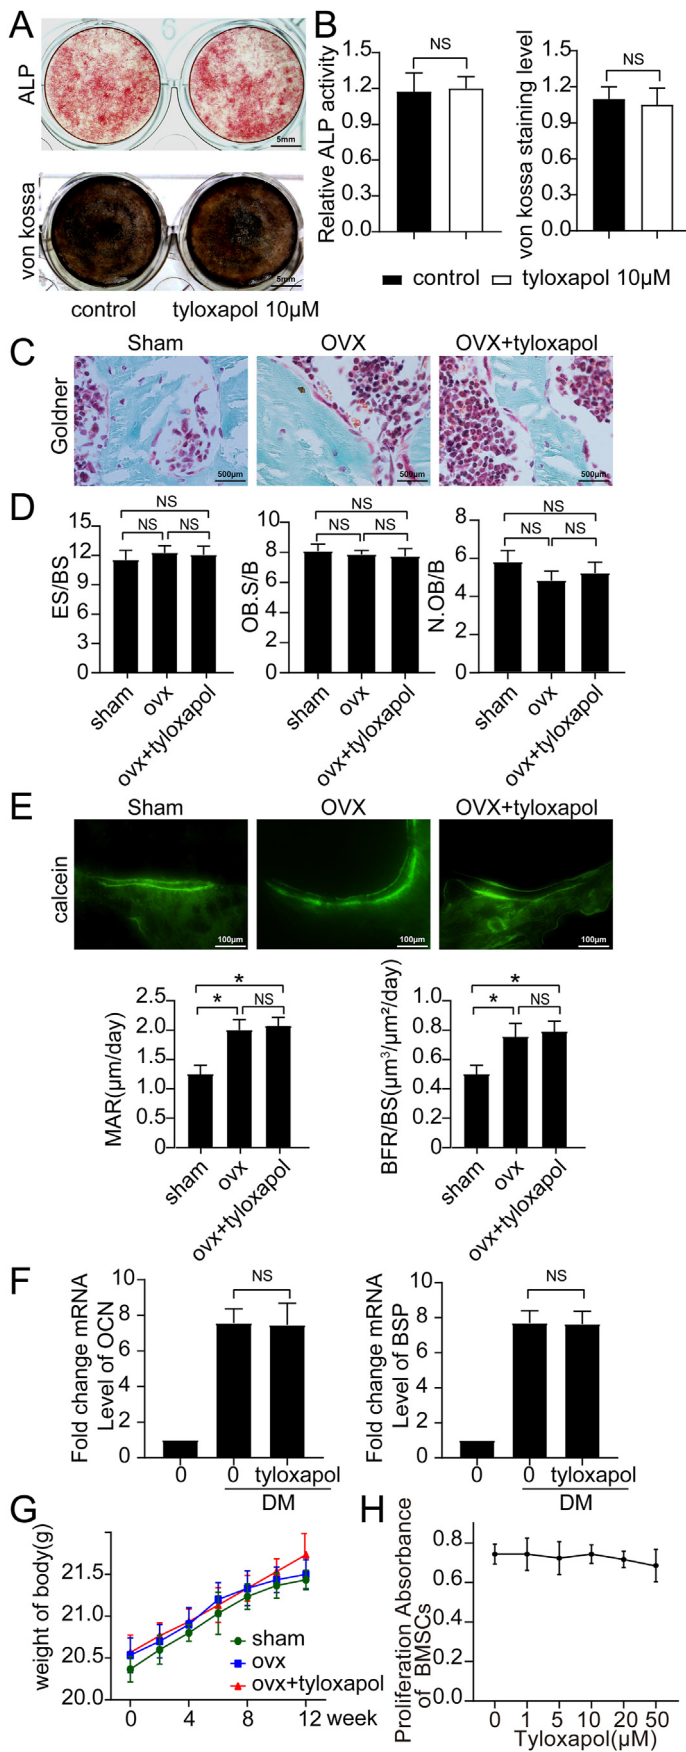 A
ALP
5mm
von kossa
5mm
control
tyloxapol 10μM
B
Relative ALP activity
1.5
1.2
0.9
0.6
0.3
0.0
NS
von kossa staining level
1.5
1.2
0.9
0.6
0.3
0.0
NS
control
tyloxapol 10μM
C
Sham
OVX
OVX+tyloxapol
Goldner
500μm
500μm
500μm
D
ES/BS
15
12
9
6
3
0
NS
NS
NS
sham
ovx
ovx+tyloxapol
OB.S/B
10
8
6
4
2
0
NS
NS
NS
sham
ovx
ovx+tyloxapol
N.OB/B
8
6
4
2
0
NS
NS
NS
sham
ovx
ovx+tyloxapol
E
Sham
OVX
OVX+tyloxapol
calcein
100μm
100μm
100μm
MAR(μm/day)
2.5
2.0
1.5
1.0
0.5
0
*
*
NS
sham
ovx
ovx+tyloxapol
BFR/BS(μm³/μm²/day)
1.0
0.8
0.6
0.4
0.2
0
*
*
NS
sham
ovx
ovx+tyloxapol
F
Fold change mRNA
Level of OCN
10
8
6
4
2
0
NS
0
0
tyloxapol
DM
Fold change mRNA
Level of BSP
10
8
6
4
2
0
NS
0
0
tyloxapol
DM
G
weight of body(g)
21.5
21.0
20.5
20.0
sham
ovx
ovx+tyloxapol
0 4 8 12 week
H
Proliferation Absorbance
of BMSCs
0.8
0.6
0.4
0.2
0.0
0 1 5 10 20 50
Tyloxapol(μM)